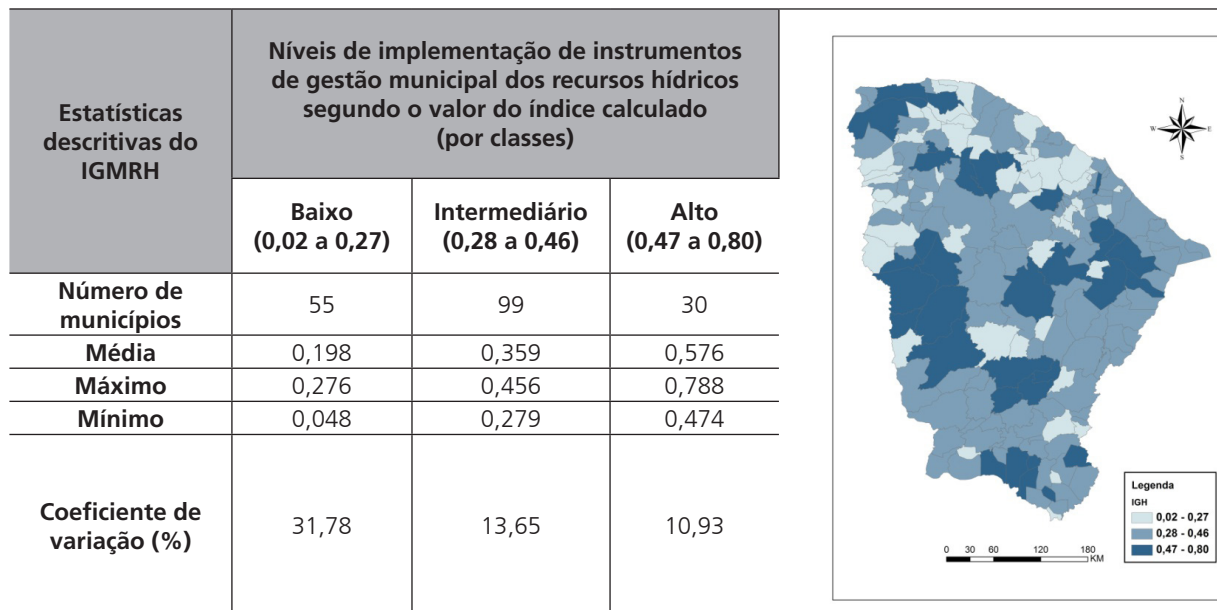 Estatísticas
descritivas do
IGMRH
Níveis de implementação de instrumentos
de gestão municipal dos recursos hídricos
segundo o valor do índice calculado
(por classes)
Baixo
(0,02 a 0,27)
Intermediário
(0,28 a 0,46)
Alto
(0,47 a 0,80)
Número de
municípios
55
99
30
Média
0,198
0,359
0,576
Máximo
0,276
0,456
0,788
Mínimo
0,048
0,279
0,474
Coeficiente de
variação (%)
31,78
13,65
10,93
N
W
E
S
Legenda
IGH
0,02 - 0,27
0,28 - 0,46
0,47 - 0,80
0 30 60 120 180
KM